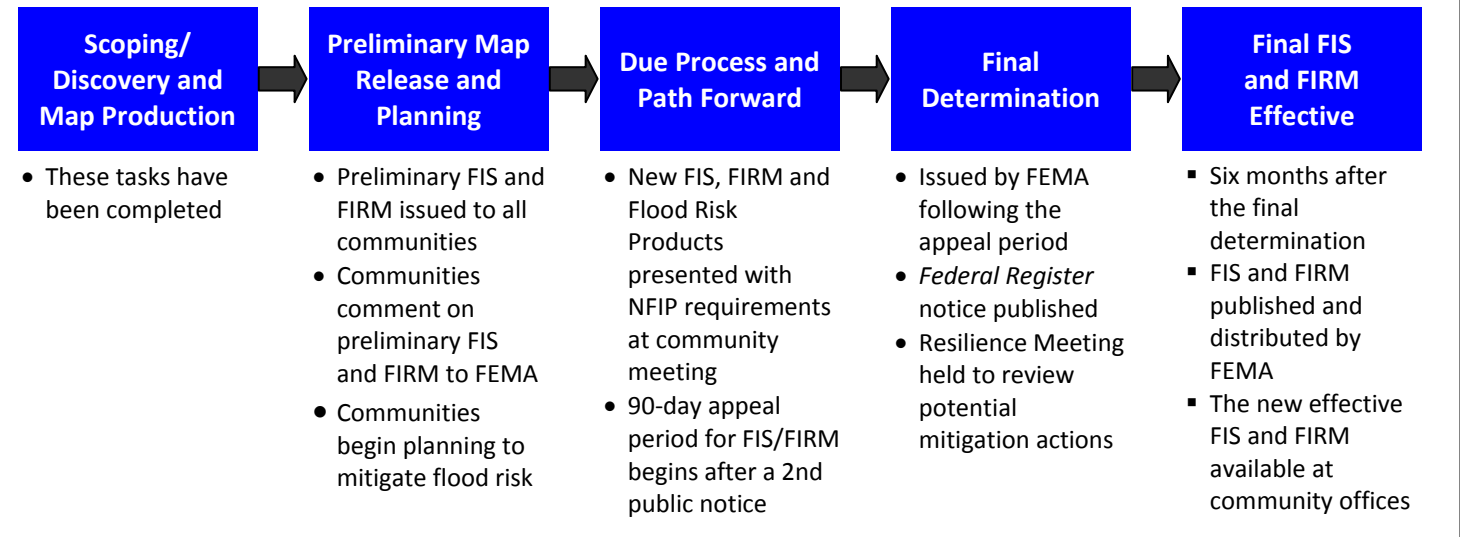 Scoping/
Discovery and
Map Production
• These tasks have
been completed
Preliminary Map
Release and
Planning
• Preliminary FIS and
FIRM issued to all
communities
• Communities
comment on
preliminary FIS
and FIRM to FEMA
• Communities
begin planning to
mitigate flood risk
Due Process and
Path Forward
• New FIS, FIRM and
Flood Risk
Products
presented with
NFIP requirements
at community
meeting
• 90-day appeal
period for FIS/FIRM
begins after a 2nd
public notice
Final
Determination
• Issued by FEMA
following the
appeal period
• Federal Register
notice published
• Resilience Meeting
held to review
potential
mitigation actions
Final FIS
and FIRM
Effective
▪ Six months after
the final
determination
▪ FIS and FIRM
published and
distributed by
FEMA
▪ The new effective
FIS and FIRM
available at
community offices